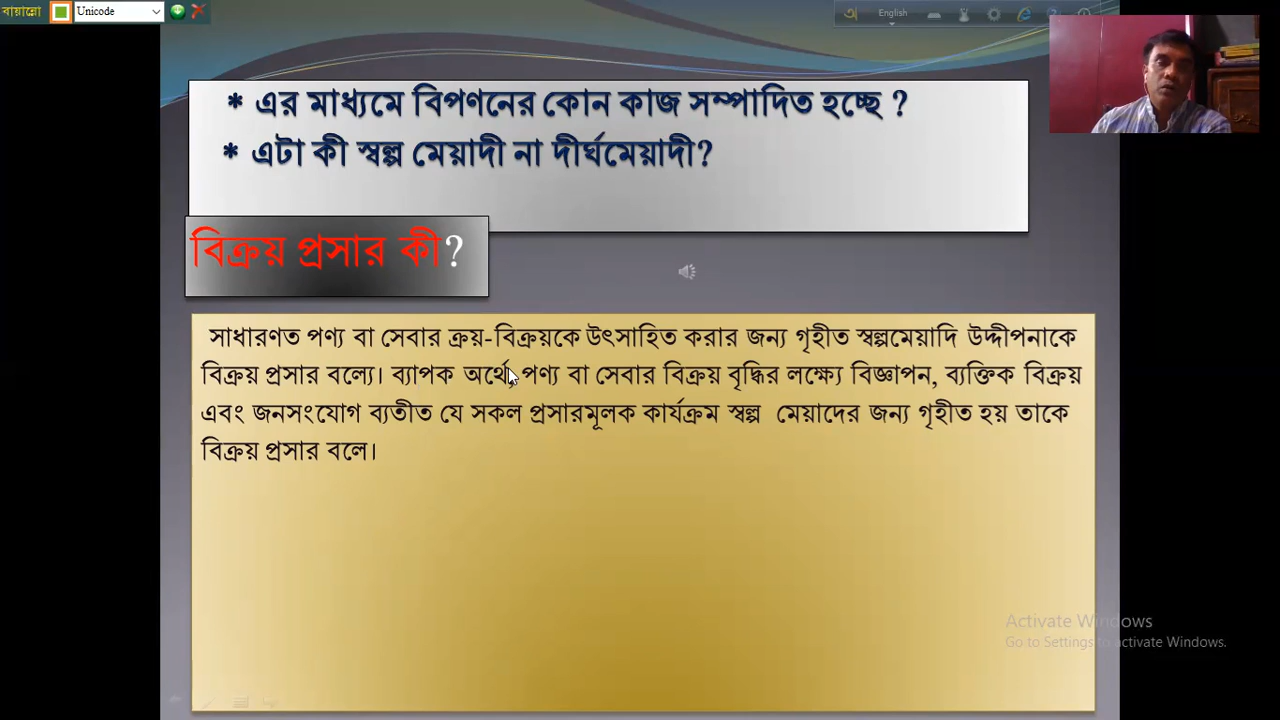 বায়ান্নো
Unicode
English
* এর মাধ্যমে বিপণনের কোন কাজ সম্পাদিত হচ্ছে ?
* এটা কী স্বল্প মেয়াদী না দীর্ঘমেয়াদী?
বিক্রয় প্রসার কী?
সাধারণত পণ্য বা সেবার ক্রয়-বিক্রয়কে উৎসাহিত করার জন্য গৃহীত স্বল্পমেয়াদি উদ্দীপনাকে
বিক্রয় প্রসার বল্যে। ব্যাপক অর্থে, পণ্য বা সেবার বিক্রয় বৃদ্ধির লক্ষ্যে বিজ্ঞাপন, ব্যক্তিক বিক্রয়
এবং জনসংযোগ ব্যতীত যে সকল প্রসারমূলক কার্যক্রম স্বল্প মেয়াদের জন্য গৃহীত হয় তাকে
বিক্রয় প্রসার বলে।
Activate Windows
Go to Settings to activate Windows.